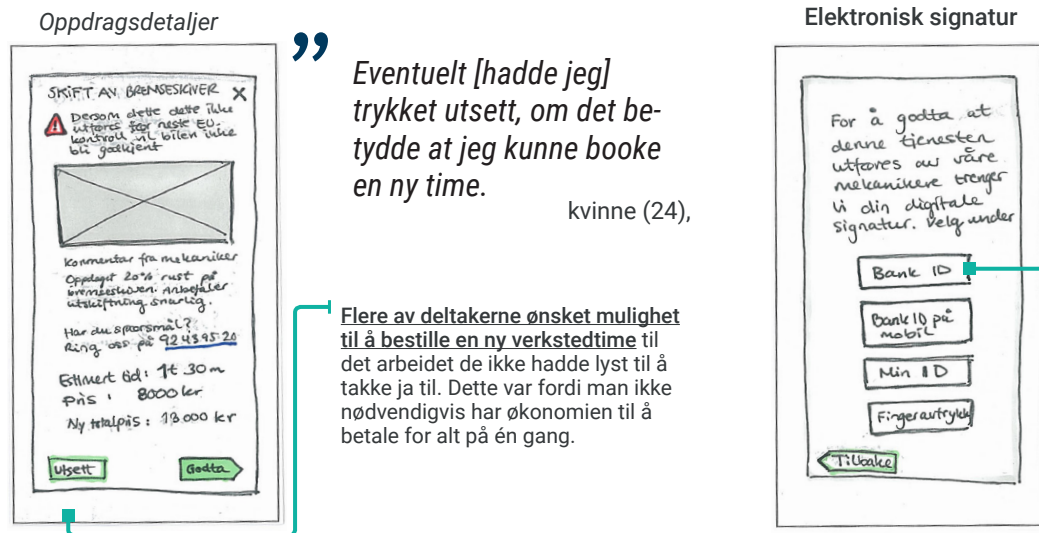 Oppdragsdetaljer
SKIFT AV BREMSESKIVER X
Dersom dette dette ikke
utføres før neste EU-
kontroll vil bilen ikke
bli godkjent
Kommentar fra mekaniker
Oppdaget 20% rust på
bremseskiven. Anbefaler
utskiftning snarlig.
Har du spørsmål?
Ring oss på 92 43 95 20
Estimert tid: 1t 30m
pris : 8000 kr
Ny totalpris : 13.000 kr
Utsett
Godta
”
Eventuelt [hadde jeg]
trykket utsett, om det be-
tydde at jeg kunne booke
en ny time.
kvinne (24),
Flere av deltakerne ønsket mulighet
til å bestille en ny verkstedtime til
det arbeidet de ikke hadde lyst til å
takke ja til. Dette var fordi man ikke
nødvendigvis har økonomien til å
betale for alt på én gang.
Elektronisk signatur
For å godta at
denne tjenesten
utføres av våre
mekanikere trenger
vi din digitale
signatur. Velg under
Bank ID
Bank ID på
mobil
Min ID
Fingeravtrykk
Tilbake